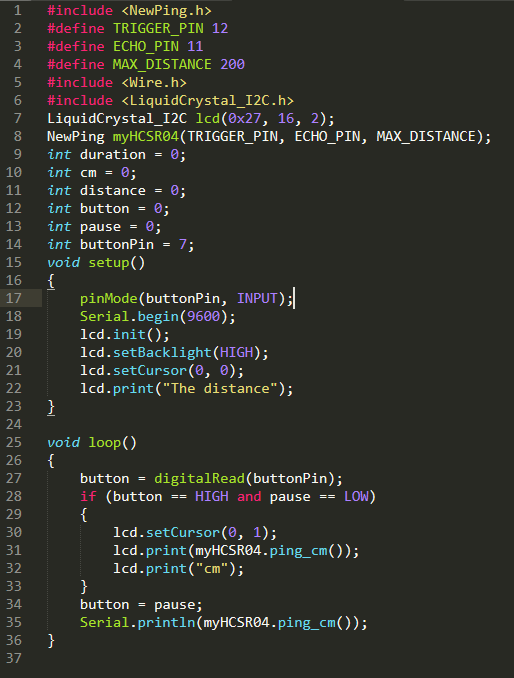 1 #include <NewPing.h>
2 #define TRIGGER_PIN 12
3 #define ECHO_PIN 11
4 #define MAX_DISTANCE 200
5 #include <Wire.h>
6 #include <LiquidCrystal_I2C.h>
7 LiquidCrystal_I2C lcd(0x27, 16, 2);
8 NewPing myHCSR04(TRIGGER_PIN, ECHO_PIN, MAX_DISTANCE);
9 int duration = 0;
10 int cm = 0;
11 int distance = 0;
12 int button = 0;
13 int pause = 0;
14 int buttonPin = 7;
15 void setup()
16 {
17     pinMode(buttonPin, INPUT);
18     Serial.begin(9600);
19     lcd.init();
20     lcd.setBacklight(HIGH);
21     lcd.setCursor(0, 0);
22     lcd.print("The distance");
23 }
24
25 void loop()
26 {
27     button = digitalRead(buttonPin);
28     if (button == HIGH and pause == LOW)
29     {
30         lcd.setCursor(0, 1);
31         lcd.print(myHCSR04.ping_cm());
32         lcd.print("cm");
33     }
34     button = pause;
35     Serial.println(myHCSR04.ping_cm());
36 }
37